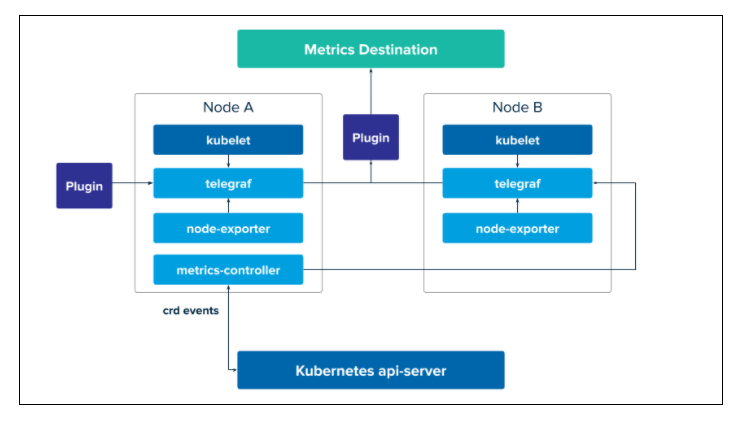 Metrics Destination
Node A
Node B
kubelet
Plugin
kubelet
Plugin
telegraf
telegraf
node-exporter
node-exporter
metrics-controller
crd events
Kubernetes api-server